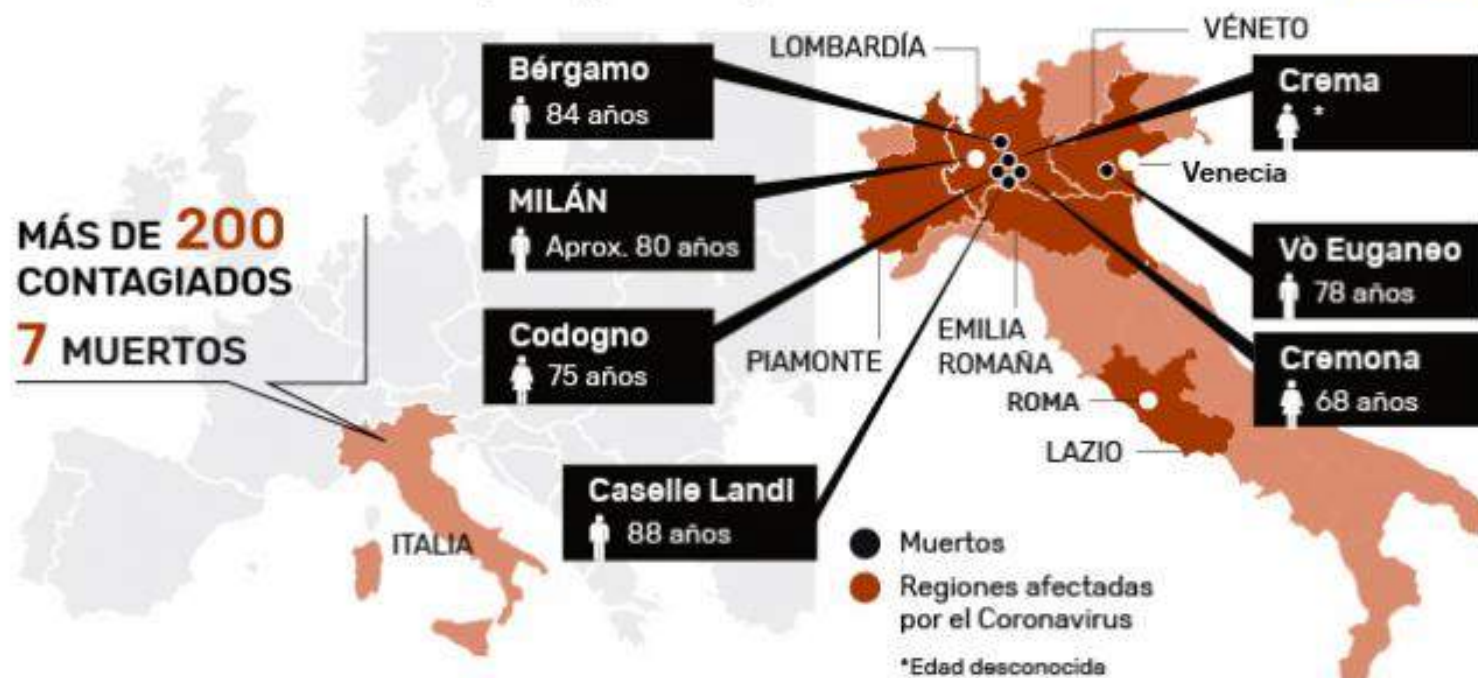 MÁS DE 200
CONTAGIADOS
7 MUERTOS
ITALIA
Bérgamo
84 años
MILÁN
Aprox. 80 años
Codogno
75 años
Caselle Landi
88 años
LOMBARDÍA
VÉNETO
Crema
*
Venecia
Vò Euganeo
78 años
Cremona
68 años
PIAMONTE
EMILIA
ROMAÑA
ROMA
LAZIO
Muertos
Regiones afectadas
por el Coronavirus
*Edad desconocida